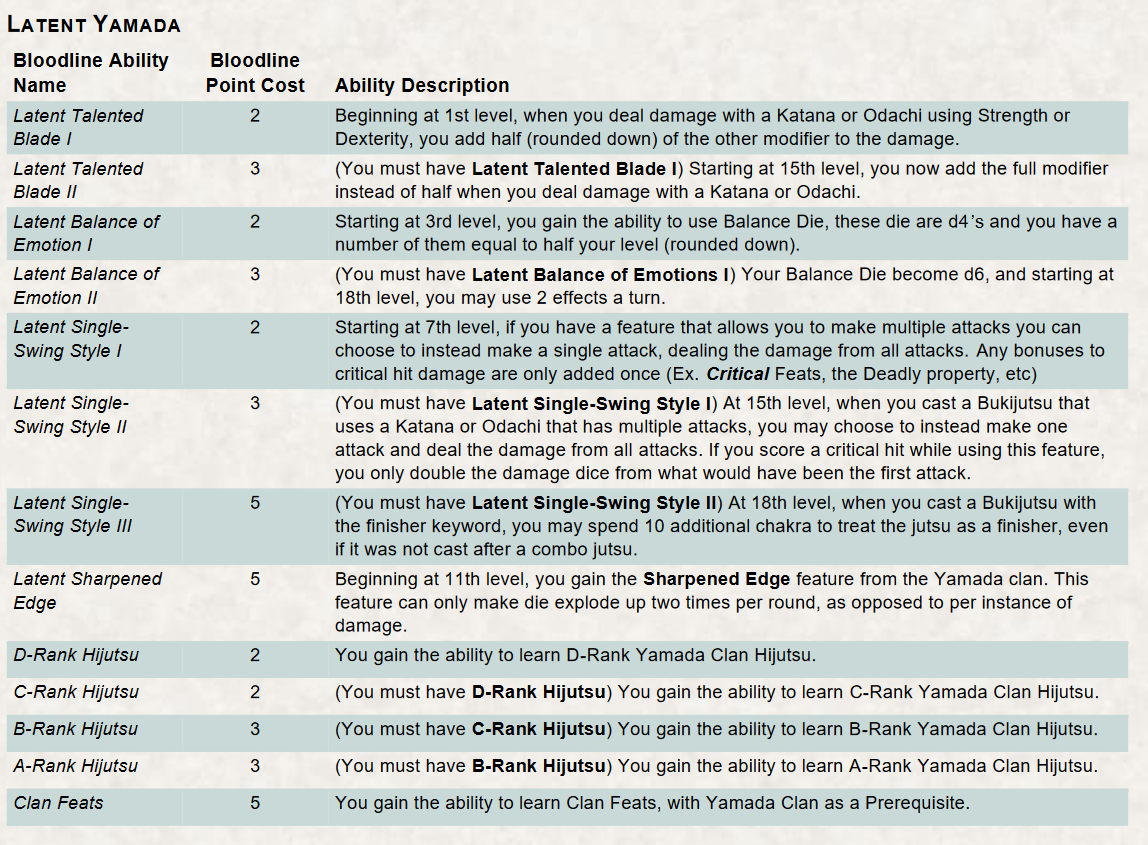 LATENT YAMADA
Bloodline Ability Bloodline
Name Point Cost Ability Description
Latent Talented 2 Beginning at 1st level, when you deal damage with a Katana or Odachi using Strength or
Blade I Dexterity, you add half (rounded down) of the other modifier to the damage.
Latent Talented 3 (You must have Latent Talented Blade I) Starting at 15th level, you now add the full modifier
Blade II instead of half when you deal damage with a Katana or Odachi.
Latent Balance of 2 Starting at 3rd level, you gain the ability to use Balance Die, these die are d4's and you have a
Emotion I number of them equal to half your level (rounded down).
Latent Balance of 3 (You must have Latent Balance of Emotions I) Your Balance Die become d6, and starting at
Emotion II 18th level, you may use 2 effects a turn.
Latent Single- 2 Starting at 7th level, if you have a feature that allows you to make multiple attacks you can
Swing Style I choose to instead make a single attack, dealing the damage from all attacks. Any bonuses to
critical hit damage are only added once (Ex. Critical Feats, the Deadly property, etc)
Latent Single- 3 (You must have Latent Single-Swing Style I) At 15th level, when you cast a Bukijutsu that
Swing Style II uses a Katana or Odachi that has multiple attacks, you may choose to instead make one
attack and deal the damage from all attacks. If you score a critical hit while using this feature,
you only double the damage dice from what would have been the first attack.
Latent Single- 5 (You must have Latent Single-Swing Style II) At 18th level, when you cast a Bukijutsu with
Swing Style III the finisher keyword, you may spend 10 additional chakra to treat the jutsu as a finisher, even
if it was not cast after a combo jutsu.
Latent Sharpened 5 Beginning at 11th level, you gain the Sharpened Edge feature from the Yamada clan. This
Edge feature can only make die explode up two times per round, as opposed to per instance of
damage.
D-Rank Hijutsu 2 You gain the ability to learn D-Rank Yamada Clan Hijutsu.
C-Rank Hijutsu 2 (You must have D-Rank Hijutsu) You gain the ability to learn C-Rank Yamada Clan Hijutsu.
B-Rank Hijutsu 3 (You must have C-Rank Hijutsu) You gain the ability to learn B-Rank Yamada Clan Hijutsu.
A-Rank Hijutsu 3 (You must have B-Rank Hijutsu) You gain the ability to learn A-Rank Yamada Clan Hijutsu.
Clan Feats 5 You gain the ability to learn Clan Feats, with Yamada Clan as a Prerequisite.